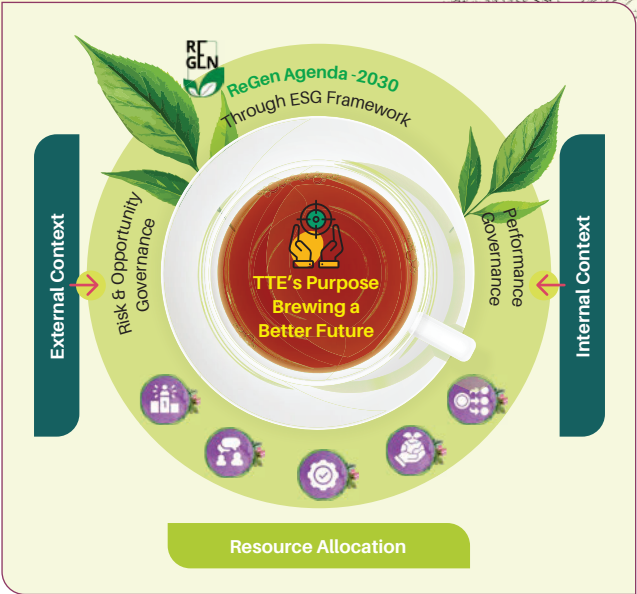 RE
GEN
ReGen Agenda -2030
Through ESG Framework
External Context
Risk & Opportunity
Governance
TTE's Purpose
Brewing a
Better Future
Performance
Governance
Internal Context
Resource Allocation